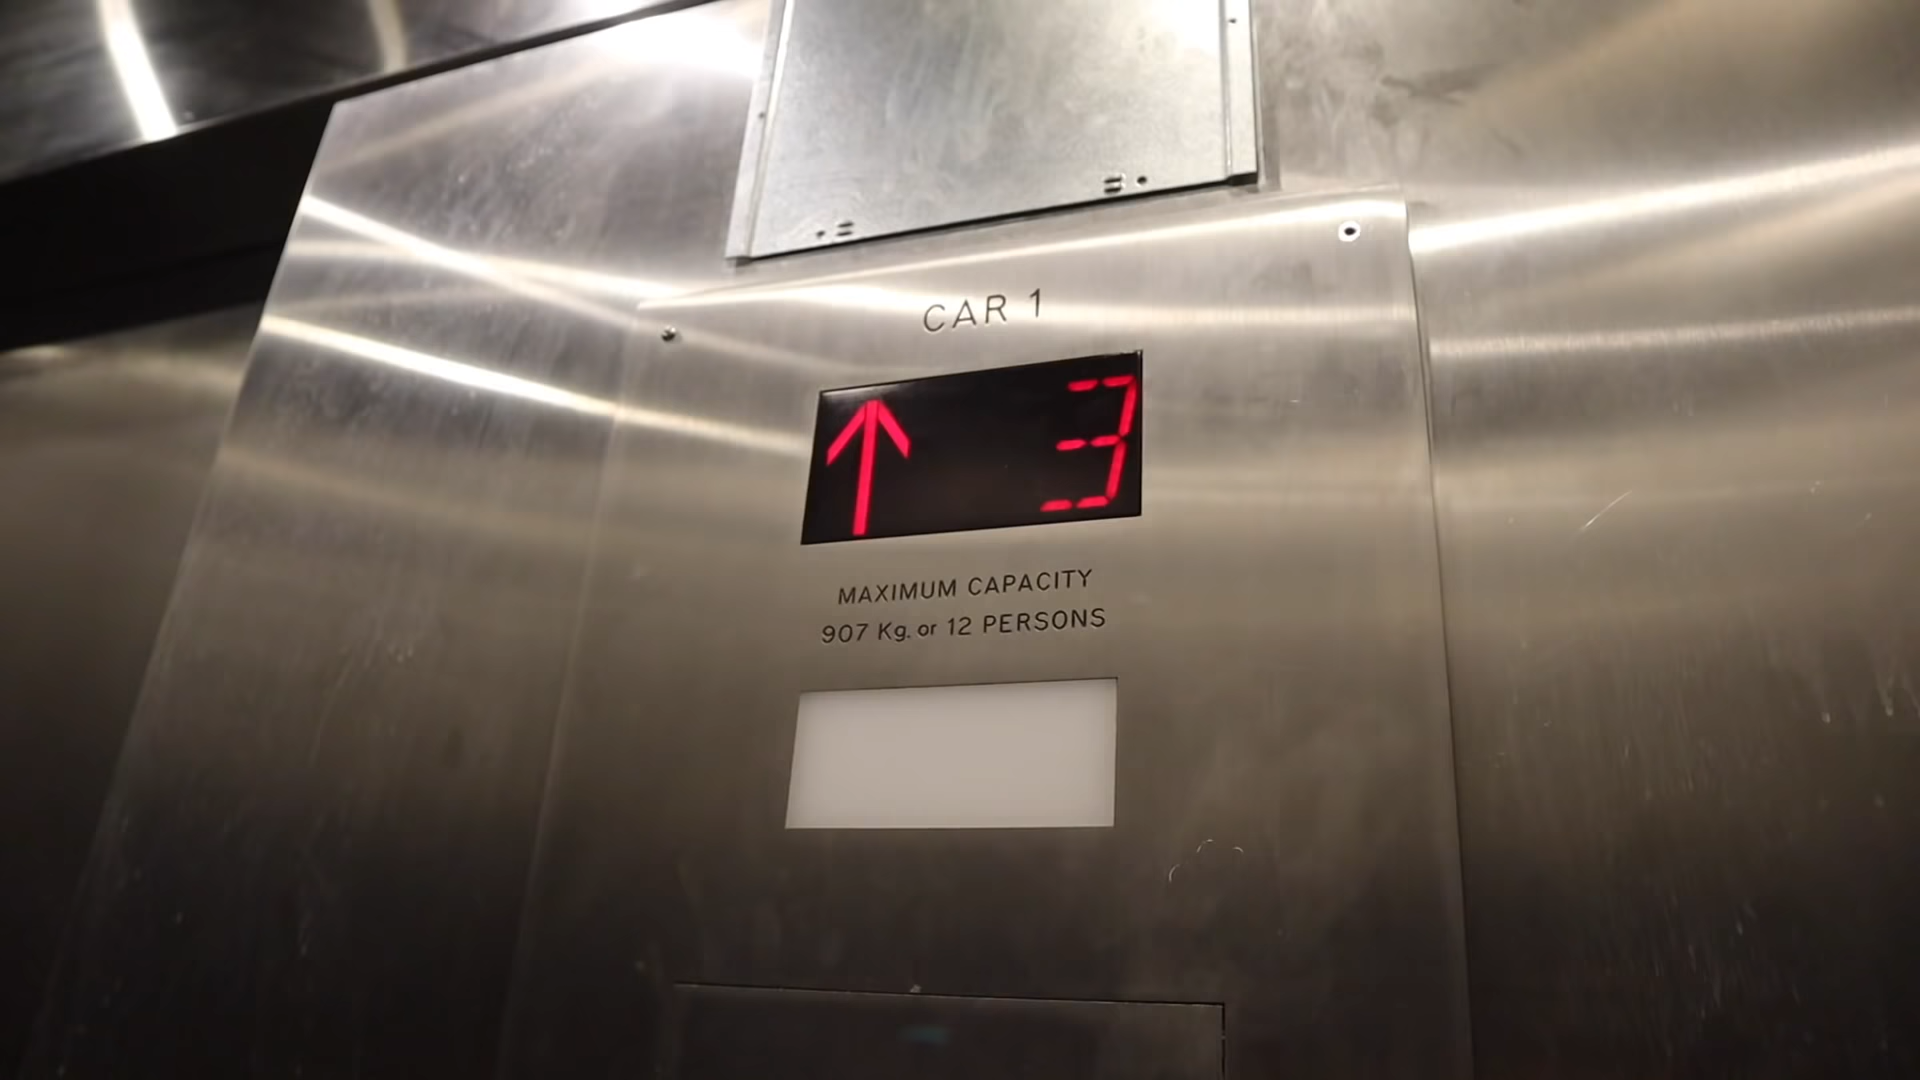 CAR 1
↑ 3
MAXIMUM CAPACITY
907 Kg. or 12 PERSONS